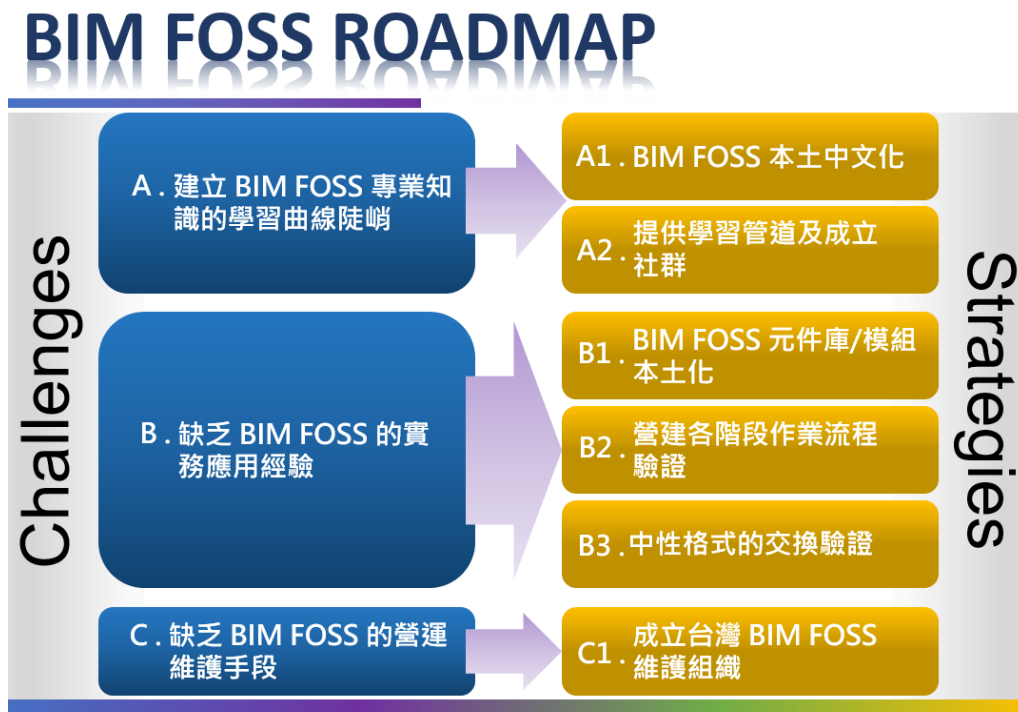 BIM FOSS ROADMAP
Challenges
A. 建立 BIM FOSS 專業知
識的學習曲線陡峭
A1. BIM FOSS 本土中文化
A2. 提供學習管道及成立
社群
B. 缺乏 BIM FOSS 的實
務應用經驗
B1. BIM FOSS 元件庫/模組
本土化
B2. 營建各階段作業流程
驗證
B3. 中性格式的交換驗證
C. 缺乏 BIM FOSS 的營運
維護手段
C1. 成立台灣 BIM FOSS
維護組織
Strategies